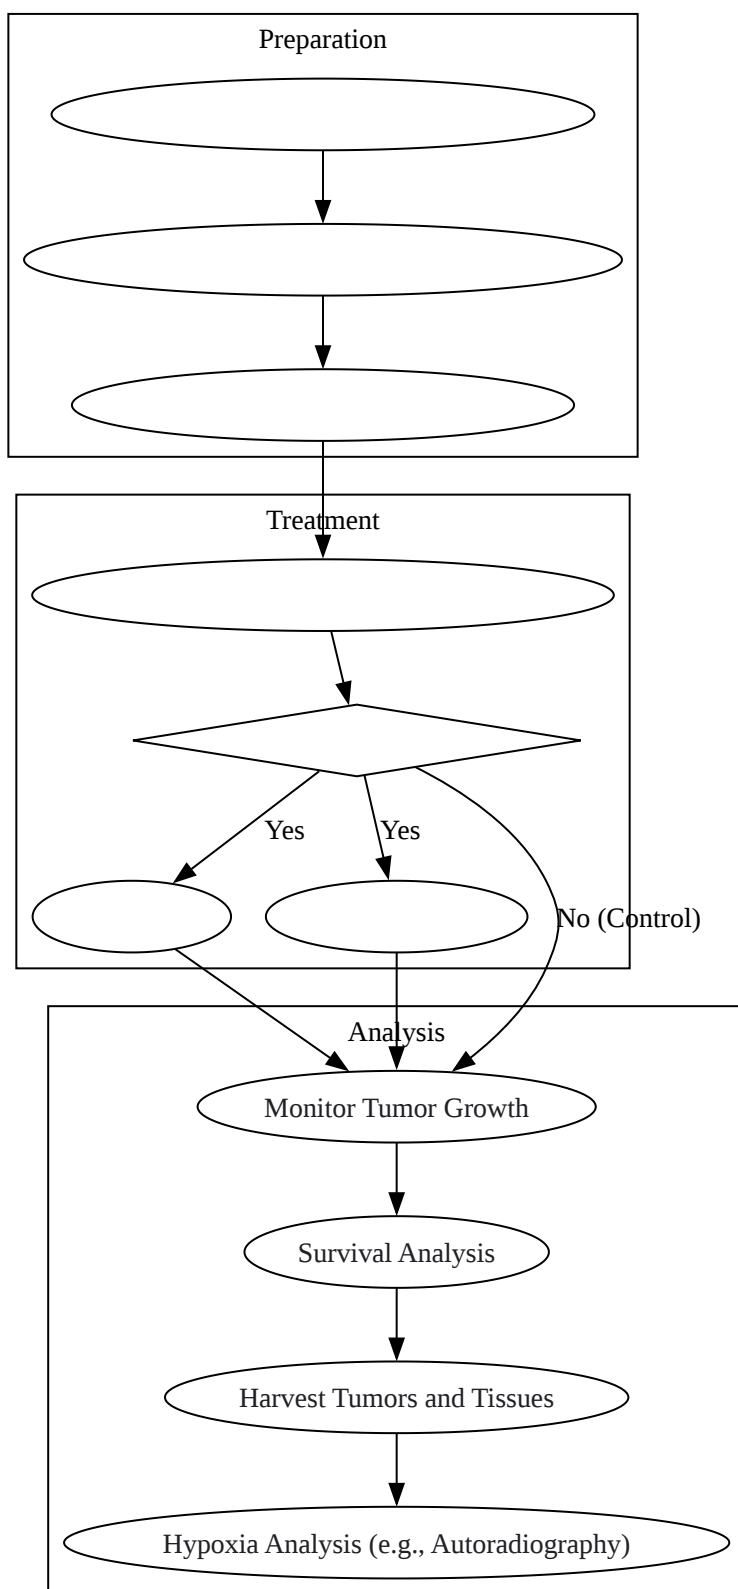 Preparation
Treatment
Yes
Yes
No (Control)
Analysis
Monitor Tumor Growth
Survival Analysis
Harvest Tumors and Tissues
Hypoxia Analysis (e.g., Autoradiography)